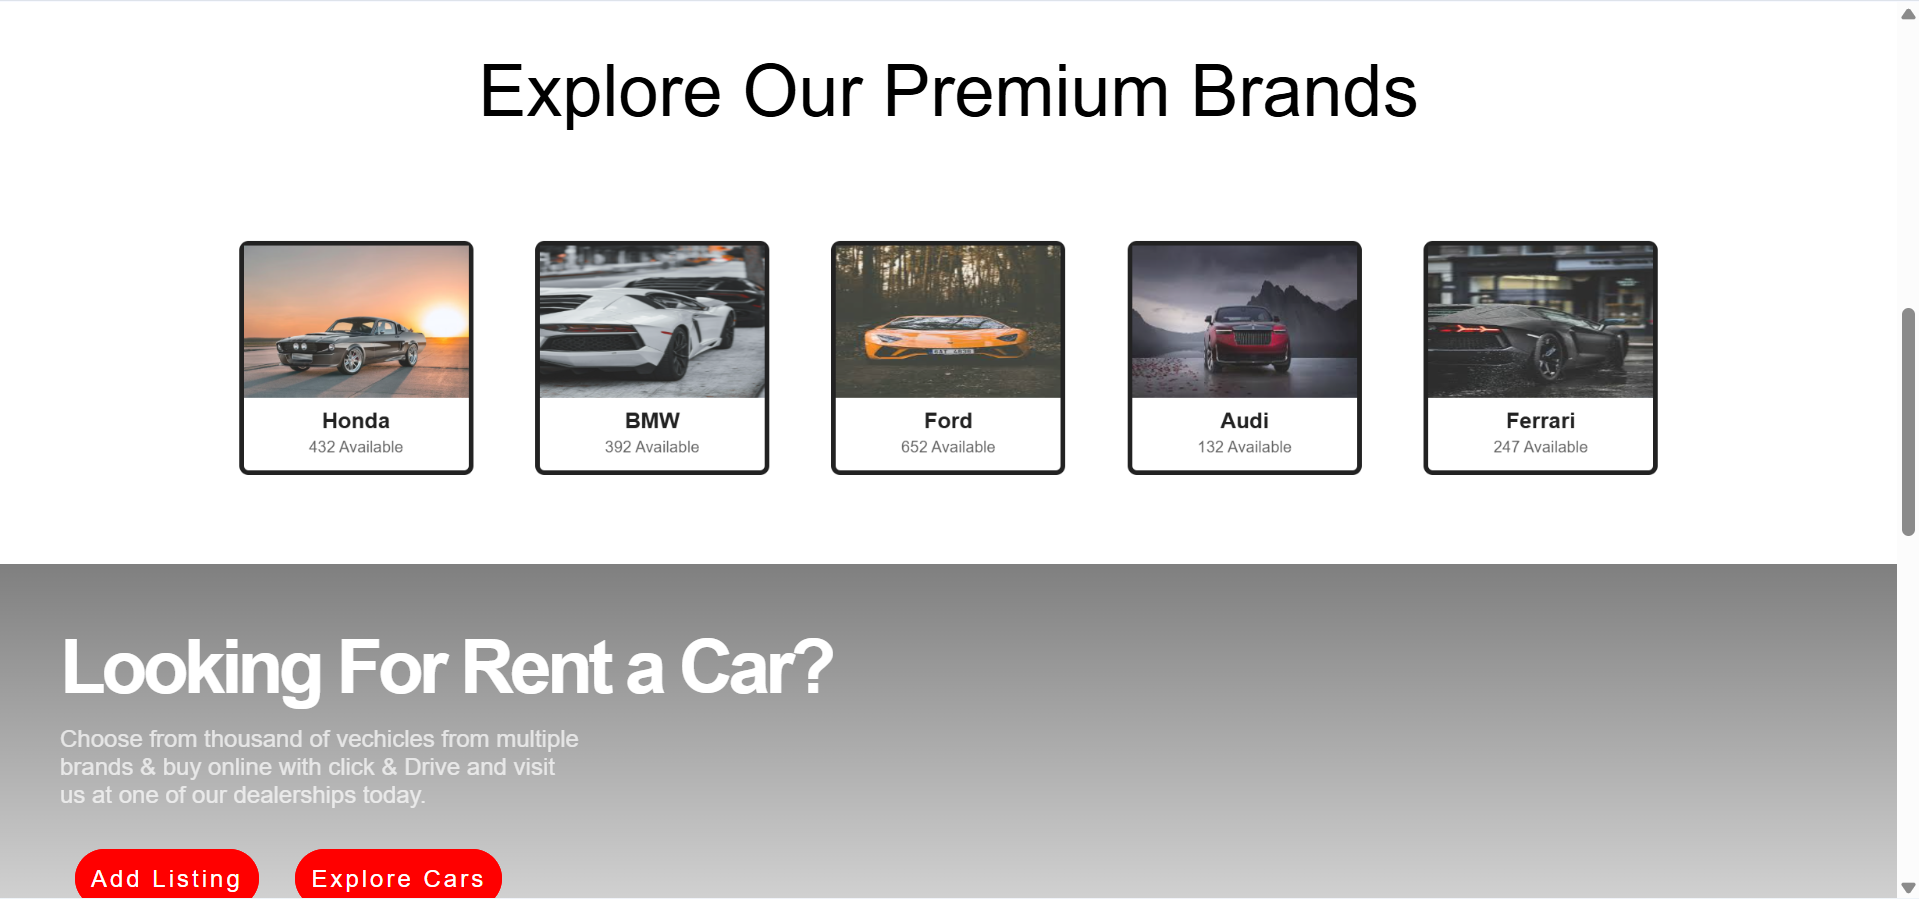 Explore Our Premium Brands
Honda
432 Available
BMW
392 Available
Ford
652 Available
Audi
132 Available
Ferrari
247 Available
Looking For Rent a Car?
Choose from thousand of vechicles from multiple
brands & buy online with click & Drive and visit
us at one of our dealerships today.
Add Listing
Explore Cars